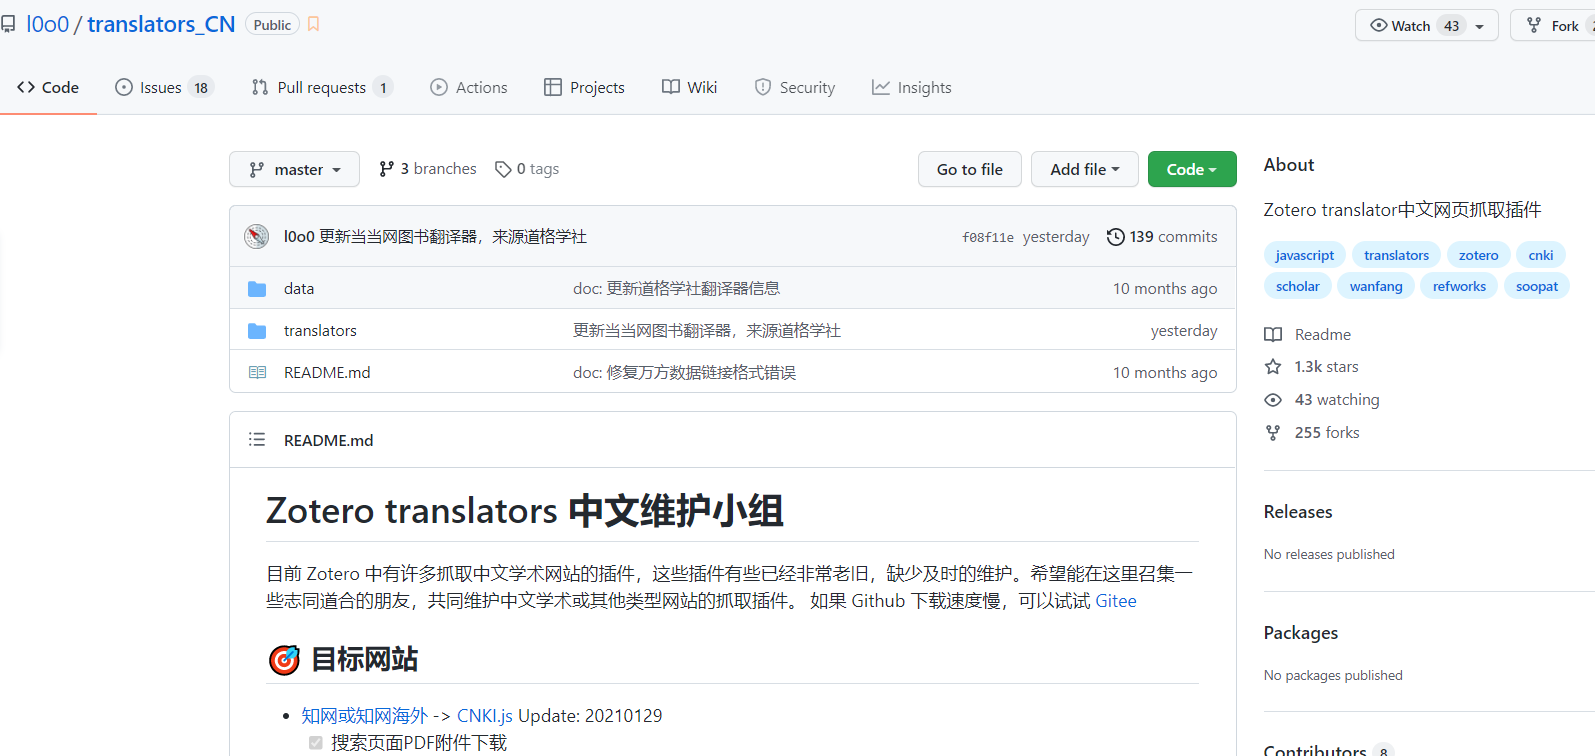 l0o0 / translators_CN Public Watch 43 Fork
Code Issues 18 Pull requests 1 Actions Projects Wiki Security Insights
master 3 branches 0 tags Go to file Add file Code
l0o0 更新当当网图书翻译器，来源道格学社 f08f11e yesterday 139 commits
data doc: 更新道格学社翻译器信息 10 months ago
translators 更新当当网图书翻译器，来源道格学社 yesterday
README.md doc: 修复万方数据链接格式错误 10 months ago
README.md
Zotero translators 中文维护小组
目前 Zotero 中有许多抓取中文学术网站的插件，这些插件有些已经非常老旧，缺少及时的维护。希望能在这里召集一
些志同道合的朋友，共同维护中文学术或其他类型网站的抓取插件。 如果 Github 下载速度慢，可以试试 Gitee
目标网站
知网或知网海外 -> CNKI.js Update: 20210129
搜索页面PDF附件下载
About
Zotero translator中文网页抓取插件
javascript translators zotero cnki
scholar wanfang refworks soopat
Readme
1.3k stars
43 watching
255 forks
Releases
No releases published
Packages
No packages published
Contributors 8